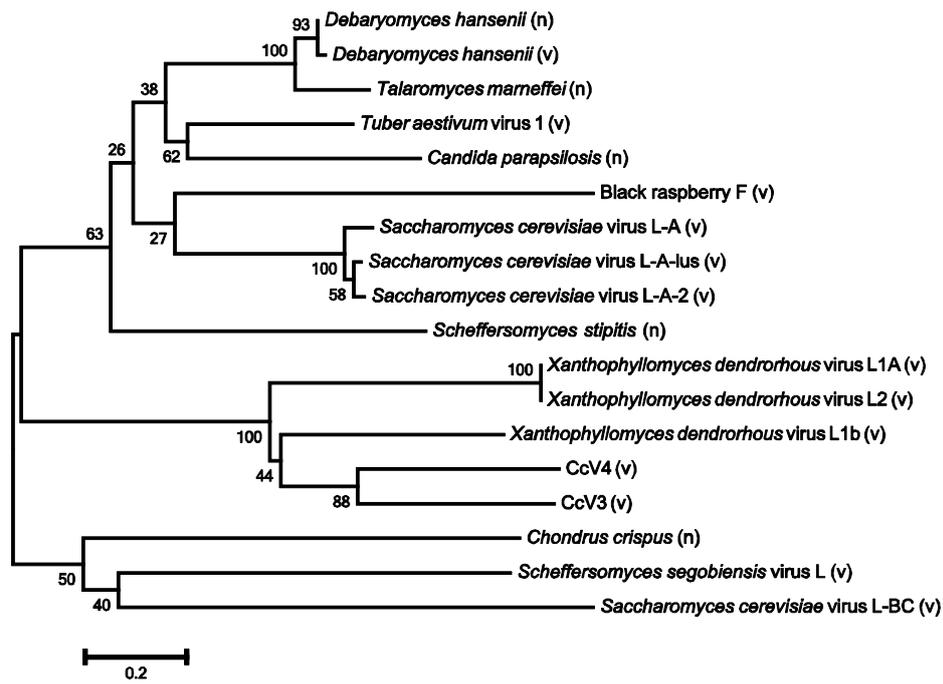 93
Debaryomyces hansenii (n)
100
Debaryomyces hansenii (v)
38
Talaromyces marneffei (n)
Tuber aestivum virus 1 (v)
26
62
Candida parapsilosis (n)
Black raspberry F (v)
63
27
Saccharomyces cerevisiae virus L-A (v)
100
Saccharomyces cerevisiae virus L-A-lus (v)
58
Saccharomyces cerevisiae virus L-A-2 (v)
Scheffersomyces stipitis (n)
100
Xanthophyllomyces dendrorhous virus L1A (v)
Xanthophyllomyces dendrorhous virus L2 (v)
100
Xanthophyllomyces dendrorhous virus L1b (v)
44
CcV4 (v)
88
CcV3 (v)
Chondrus crispus (n)
50
Scheffersomyces segobiensis virus L (v)
40
Saccharomyces cerevisiae virus L-BC (v)
0.2